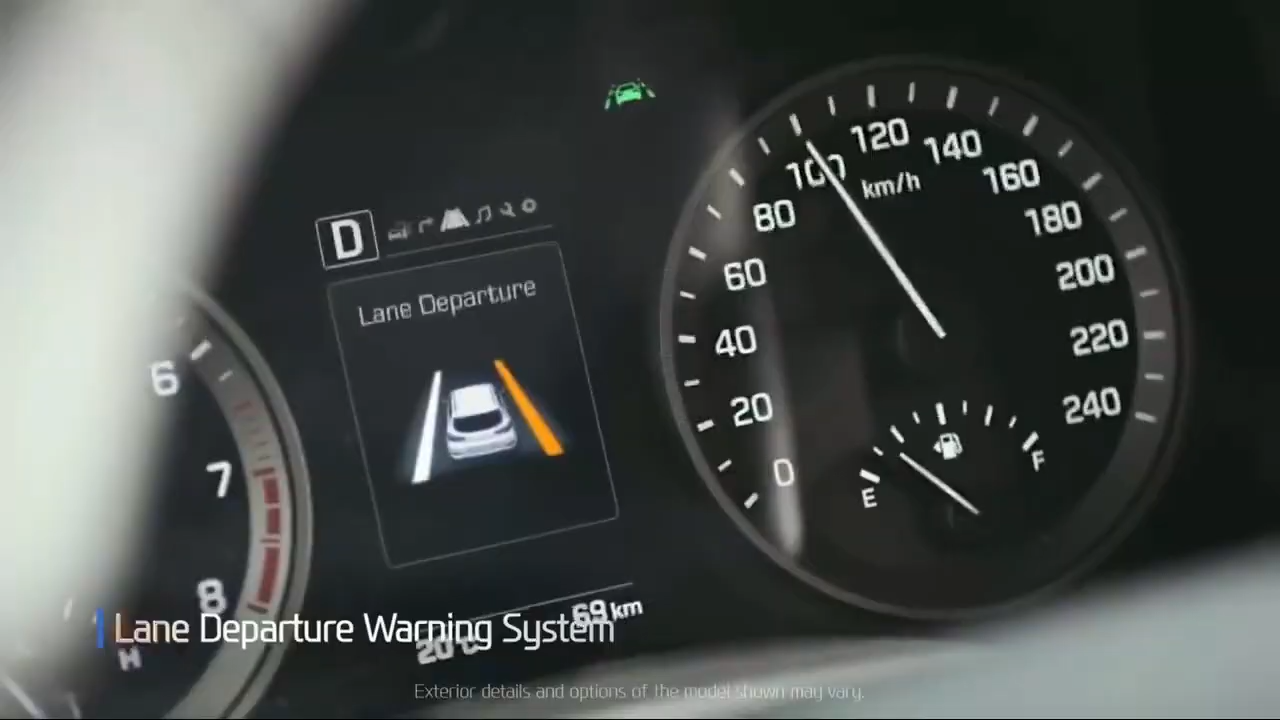 D
Lane Departure
6
7
8
H
0
20
40
60
80
100
120
140
160
180
200
220
240
km/h
E
F
69 km
20°C
Lane Departure Warning System
Exterior details and options of the model shown may vary.